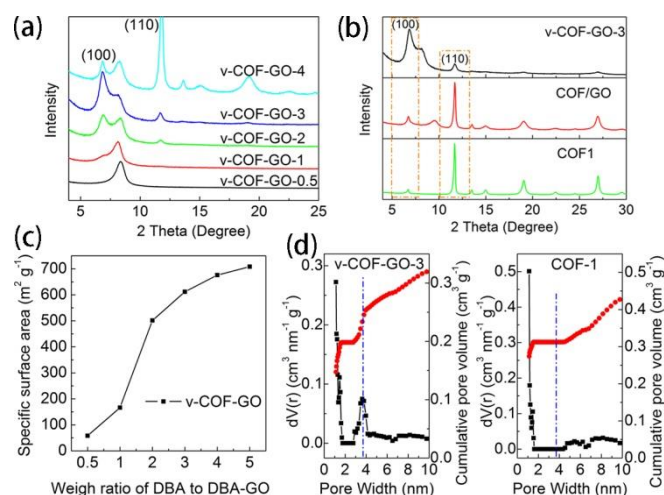 (a)
(100)
(110)
v-COF-GO-4
v-COF-GO-3
v-COF-GO-2
v-COF-GO-1
v-COF-GO-0.5
Intensity
5 10 15 20 25
2 Theta (Degree)
(b)
(100)
(110)
v-COF-GO-3
COF/GO
COF1
Intensity
5 10 15 20 25 30
2 Theta (Degree)
(c)
Specific surface area (m² g⁻¹)
700
600
500
400
300
200
100
0
v-COF-GO
0.5 1 2 3 4 5
Weigh ratio of DBA to DBA-GO
(d)
v-COF-GO-3
dV(r) (cm³ nm⁻¹ g⁻¹)
0.3
0.2
0.1
0.0
Cumulative pore volume (cm³ g⁻¹)
0.3
0.2
0.1
0.0
0 2 4 6 8 10
Pore Width (nm)
COF-1
dV(r) (cm³ nm⁻¹ g⁻¹)
0.5
0.4
0.3
0.2
0.1
0.0
Cumulative pore volume (cm³ g⁻¹)
0.5
0.4
0.3
0.2
0.1
0.0
0 2 4 6 8 10
Pore Width (nm)